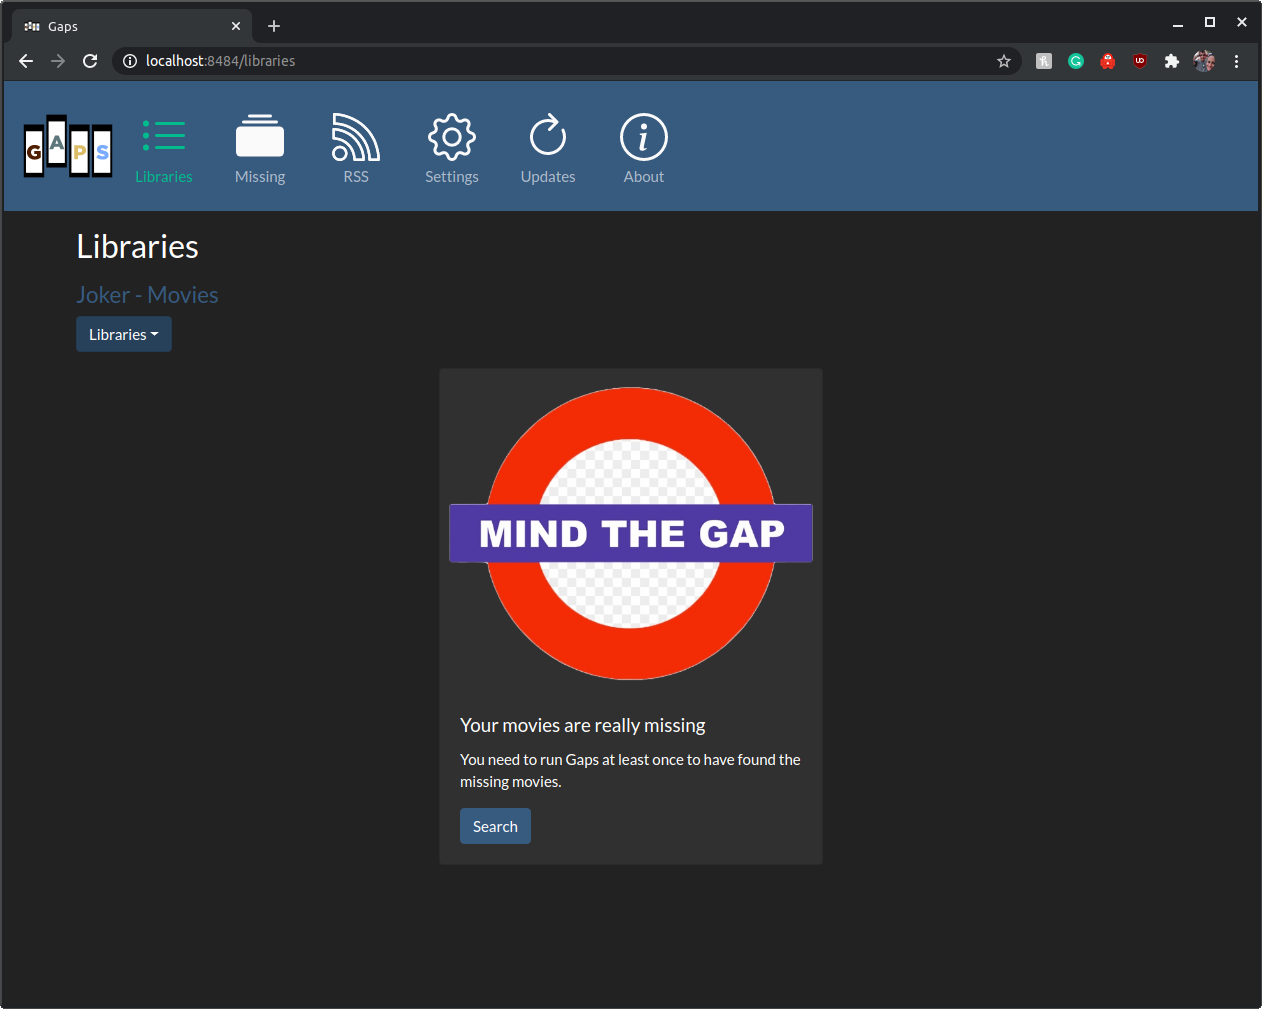 Gaps
localhost:8484/libraries
GAPS
Libraries
Missing
RSS
Settings
Updates
About
Libraries
Joker - Movies
Libraries
MIND THE GAP
Your movies are really missing
You need to run Gaps at least once to have found the
missing movies.
Search